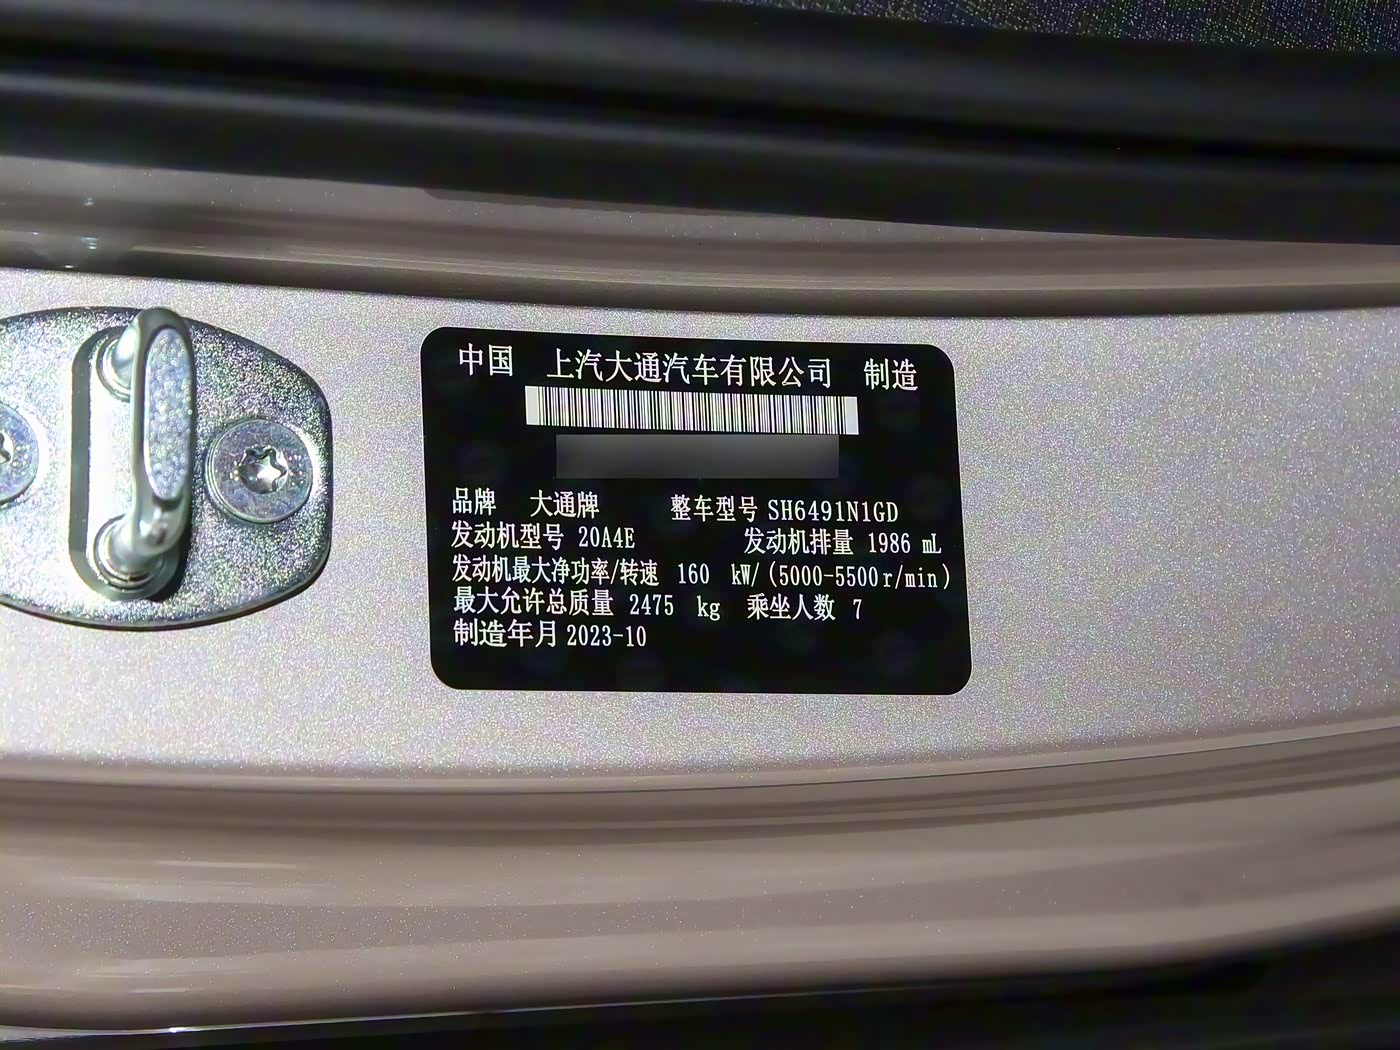 中国 上汽大通汽车有限公司 制造
品牌 大通牌 整车型号 SH6491N1GD
发动机型号 20A4E 发动机排量 1986 mL
发动机最大净功率/转速 160 kW/(5000-5500r/min)
最大允许总质量 2475 kg 乘坐人数 7
制造年月 2023-10